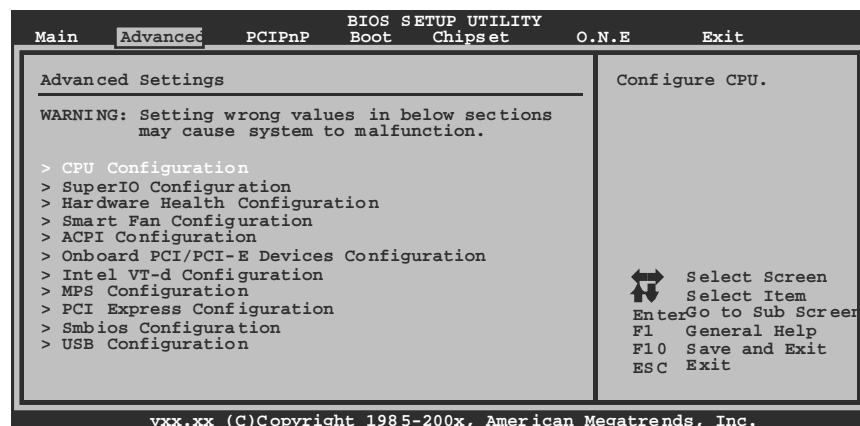 BIOS SETUP UTILITY
Main Advanced PCIPnP Boot Chipset O.N.E Exit
Advanced Settings
WARNING: Setting wrong values in below sections
may cause system to malfunction.
> CPU Configuration
> SuperIO Configuration
> Hardware Health Configuration
> Smart Fan Configuration
> ACPI Configuration
> Onboard PCI/PCI-E Devices Configuration
> Intel VT-d Configuration
> MPS Configuration
> PCI Express Configuration
> Smbios Configuration
> USB Configuration
Configure CPU.
Select Screen
Select Item
Enter Go to Sub Screen
F1 General Help
F10 Save and Exit
ESC Exit
vxx.xx (C)Copyright 1985-200x, American Megatrends, Inc.